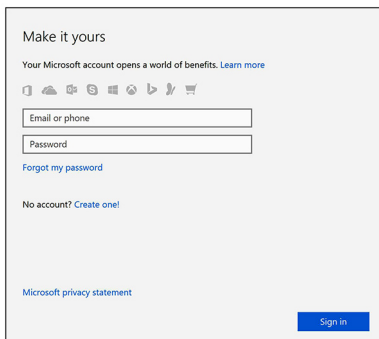 Make it yours
Your Microsoft account opens a world of benefits. Learn more
Email or phone
Password
Forgot my password
No account? Create one!
Microsoft privacy statement
Sign in